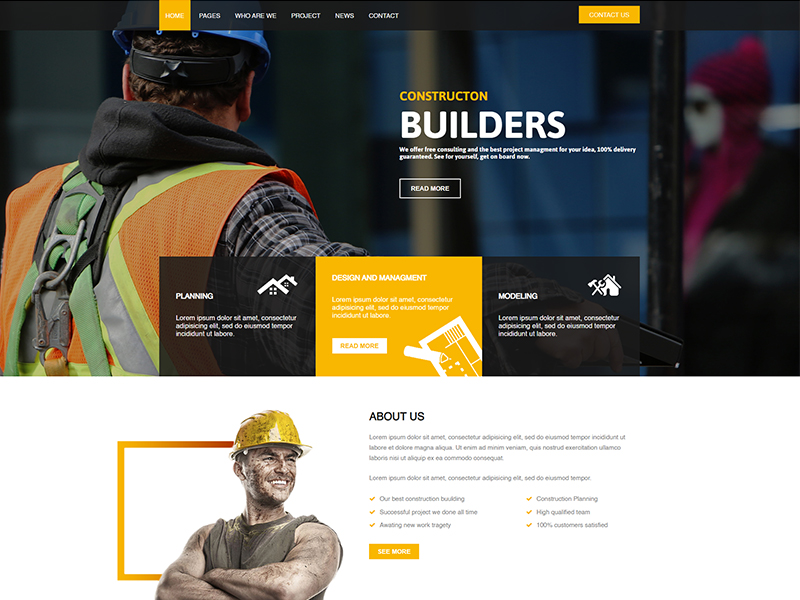 HOME PAGES WHO ARE WE PROJECT NEWS CONTACT CONTACT US
CONSTRUCTON
BUILDERS
We offer free consulting and the best project managment for your idea, 100% delivery
guaranteed. See for yourself, get on board now.
READ MORE
PLANNING
Lorem ipsum dolor sit amet, consectetur
adipisicing elit, sed do eiusmod tempor
incididunt ut labore.
DESIGN AND MANAGMENT
Lorem ipsum dolor sit amet, consectetur
adipisicing elit, sed do eiusmod tempor
incididunt ut labore.
READ MORE
MODELING
Lorem ipsum dolor sit amet, consectetur
adipisicing elit, sed do eiusmod tempor
incididunt ut labore.
ABOUT US
Lorem ipsum dolor sit amet, consectetur adipisicing elit, sed do eiusmod tempor incididunt ut
labore et dolore magna aliqua. Ut enim ad minim veniam, quis nostrud exercitation ullamco
laboris nisi ut aliquip ex ea commodo consequat.
Lorem ipsum dolor sit amet, consectetur adipisicing elit, sed do eiusmod tempor.
Our best construction buulding
Successful project we done all time
Awating new work tragety
Construction Planning
High qualified team
100% customers satisfied
SEE MORE